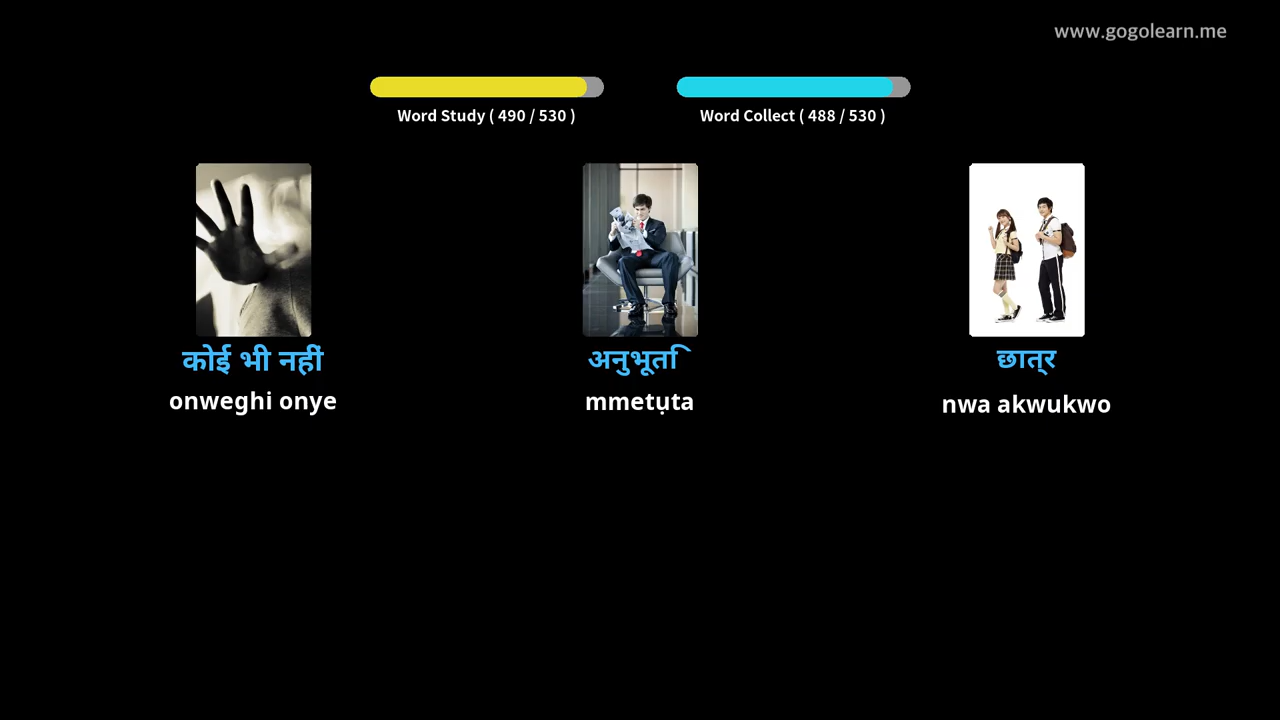 www.gogolearn.me
Word Study ( 490 / 530 )
Word Collect ( 488 / 530 )
कोई भी नहीं
अनुभूति
छात्र
onweghi onye
mmetụta
nwa akwukwo